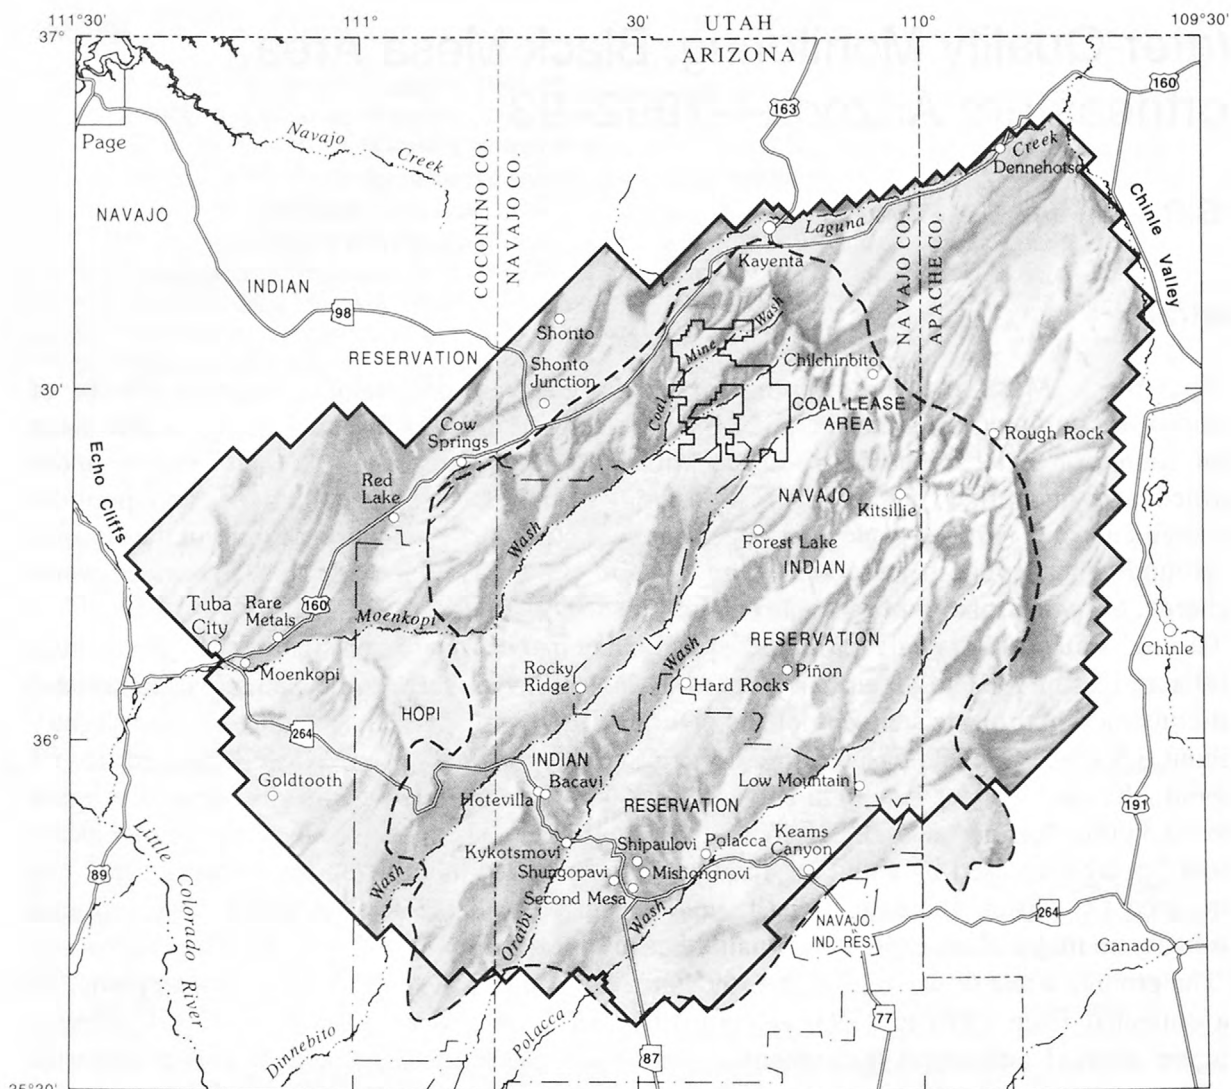 111°30'
111°
30'
UTAH
110°
109°30'
37°
ARIZONA
160
163
Page
Navajo
Creek
Creek
Dennehotso
COCONINO CO.
NAVAJO CO.
NAVAJO
Chinle Valley
Laguna
NAVAJO CO.
APACHE CO.
Kayenta
INDIAN
98
Wash
Shonto
Mine
RESERVATION
Shonto
Junction
Chilchinbito
30'
Coal
COAL-LEASE
AREA
Cow
Springs
Rough Rock
Echo Cliffs
Red
Lake
NAVAJO
Kitsillie
Wash
Forest Lake
INDIAN
Tuba
City
Rare
Metals
160
Moenkopi
RESERVATION
Chinle
Wash
Moenkopi
Rocky
Ridge
Piñon
Hard Rocks
HOPI
264
36°
INDIAN
Goldtooth
Bacavi
Low Mountain
Hotevilla
RESERVATION
191
Little
Colorado
River
Keams
Canyon
Polacca
Shipaulovi
Kykotsmovi
89
Shungopavi
Mishongnovi
Wash
Second Mesa
Wash
264
NAVAJO
IND. RES.
Oraibi
Ganado
Dinnebito
Polacca
77
87
35°30'